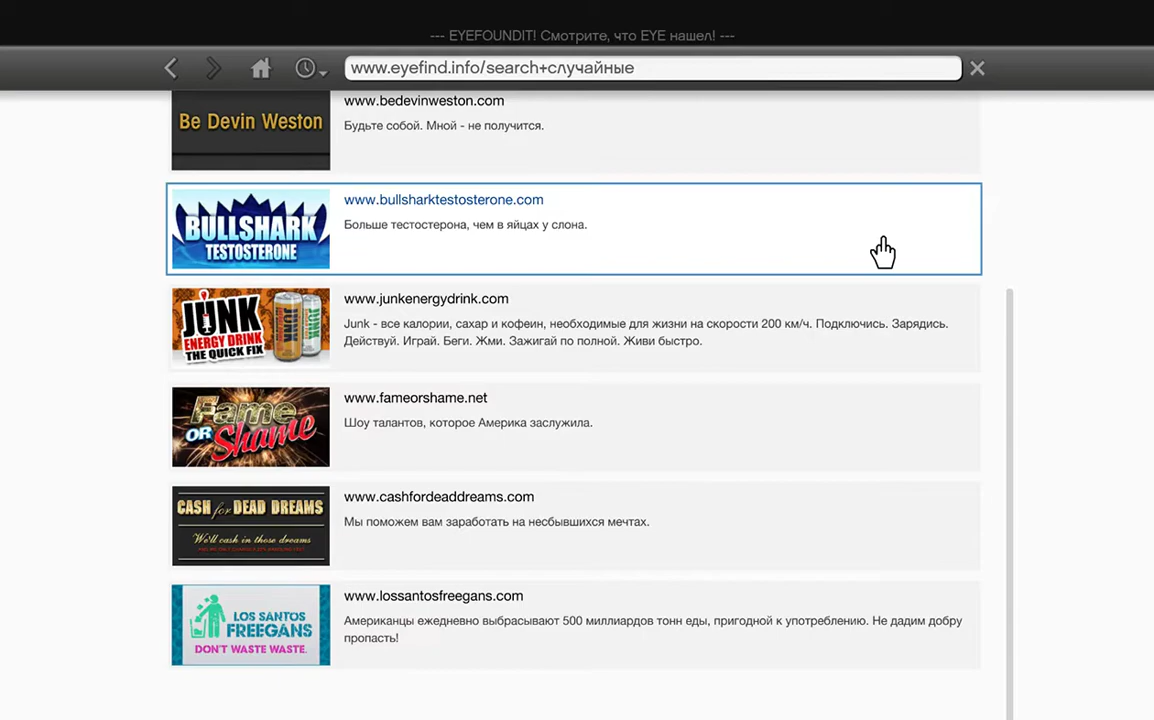 --- EYEFOUNDIT! Смотрите, что EYE нашел! ---
www.eyefind.info/search+случайные
Be Devin Weston
www.bedevinweston.com
Будьте собой. Мной - не получится.
BULLSHARK
TESTOSTERONE
www.bullsharktestosterone.com
Больше тестостерона, чем в яйцах у слона.
JUNK
ENERGY DRINK
THE QUICK FIX
JUNK
JUNK
www.junkenergydrink.com
Junk - все калории, сахар и кофеин, необходимые для жизни на скорости 200 км/ч. Подключись. Зарядись.
Действуй. Играй. Беги. Жми. Зажигай по полной. Живи быстро.
Fame
OR
Shame
www.fameorshame.net
Шоу талантов, которое Америка заслужила.
CASH for DEAD DREAMS
We'll cash in those dreams
www.cashfordeaddreams.com
Мы поможем вам заработать на несбывшихся мечтах.
LOS SANTOS
FREEGANS
DON'T WASTE WASTE.
www.lossantosfreegans.com
Американцы ежедневно выбрасывают 500 миллиардов тонн еды, пригодной к употреблению. Не дадим добру
пропасть!